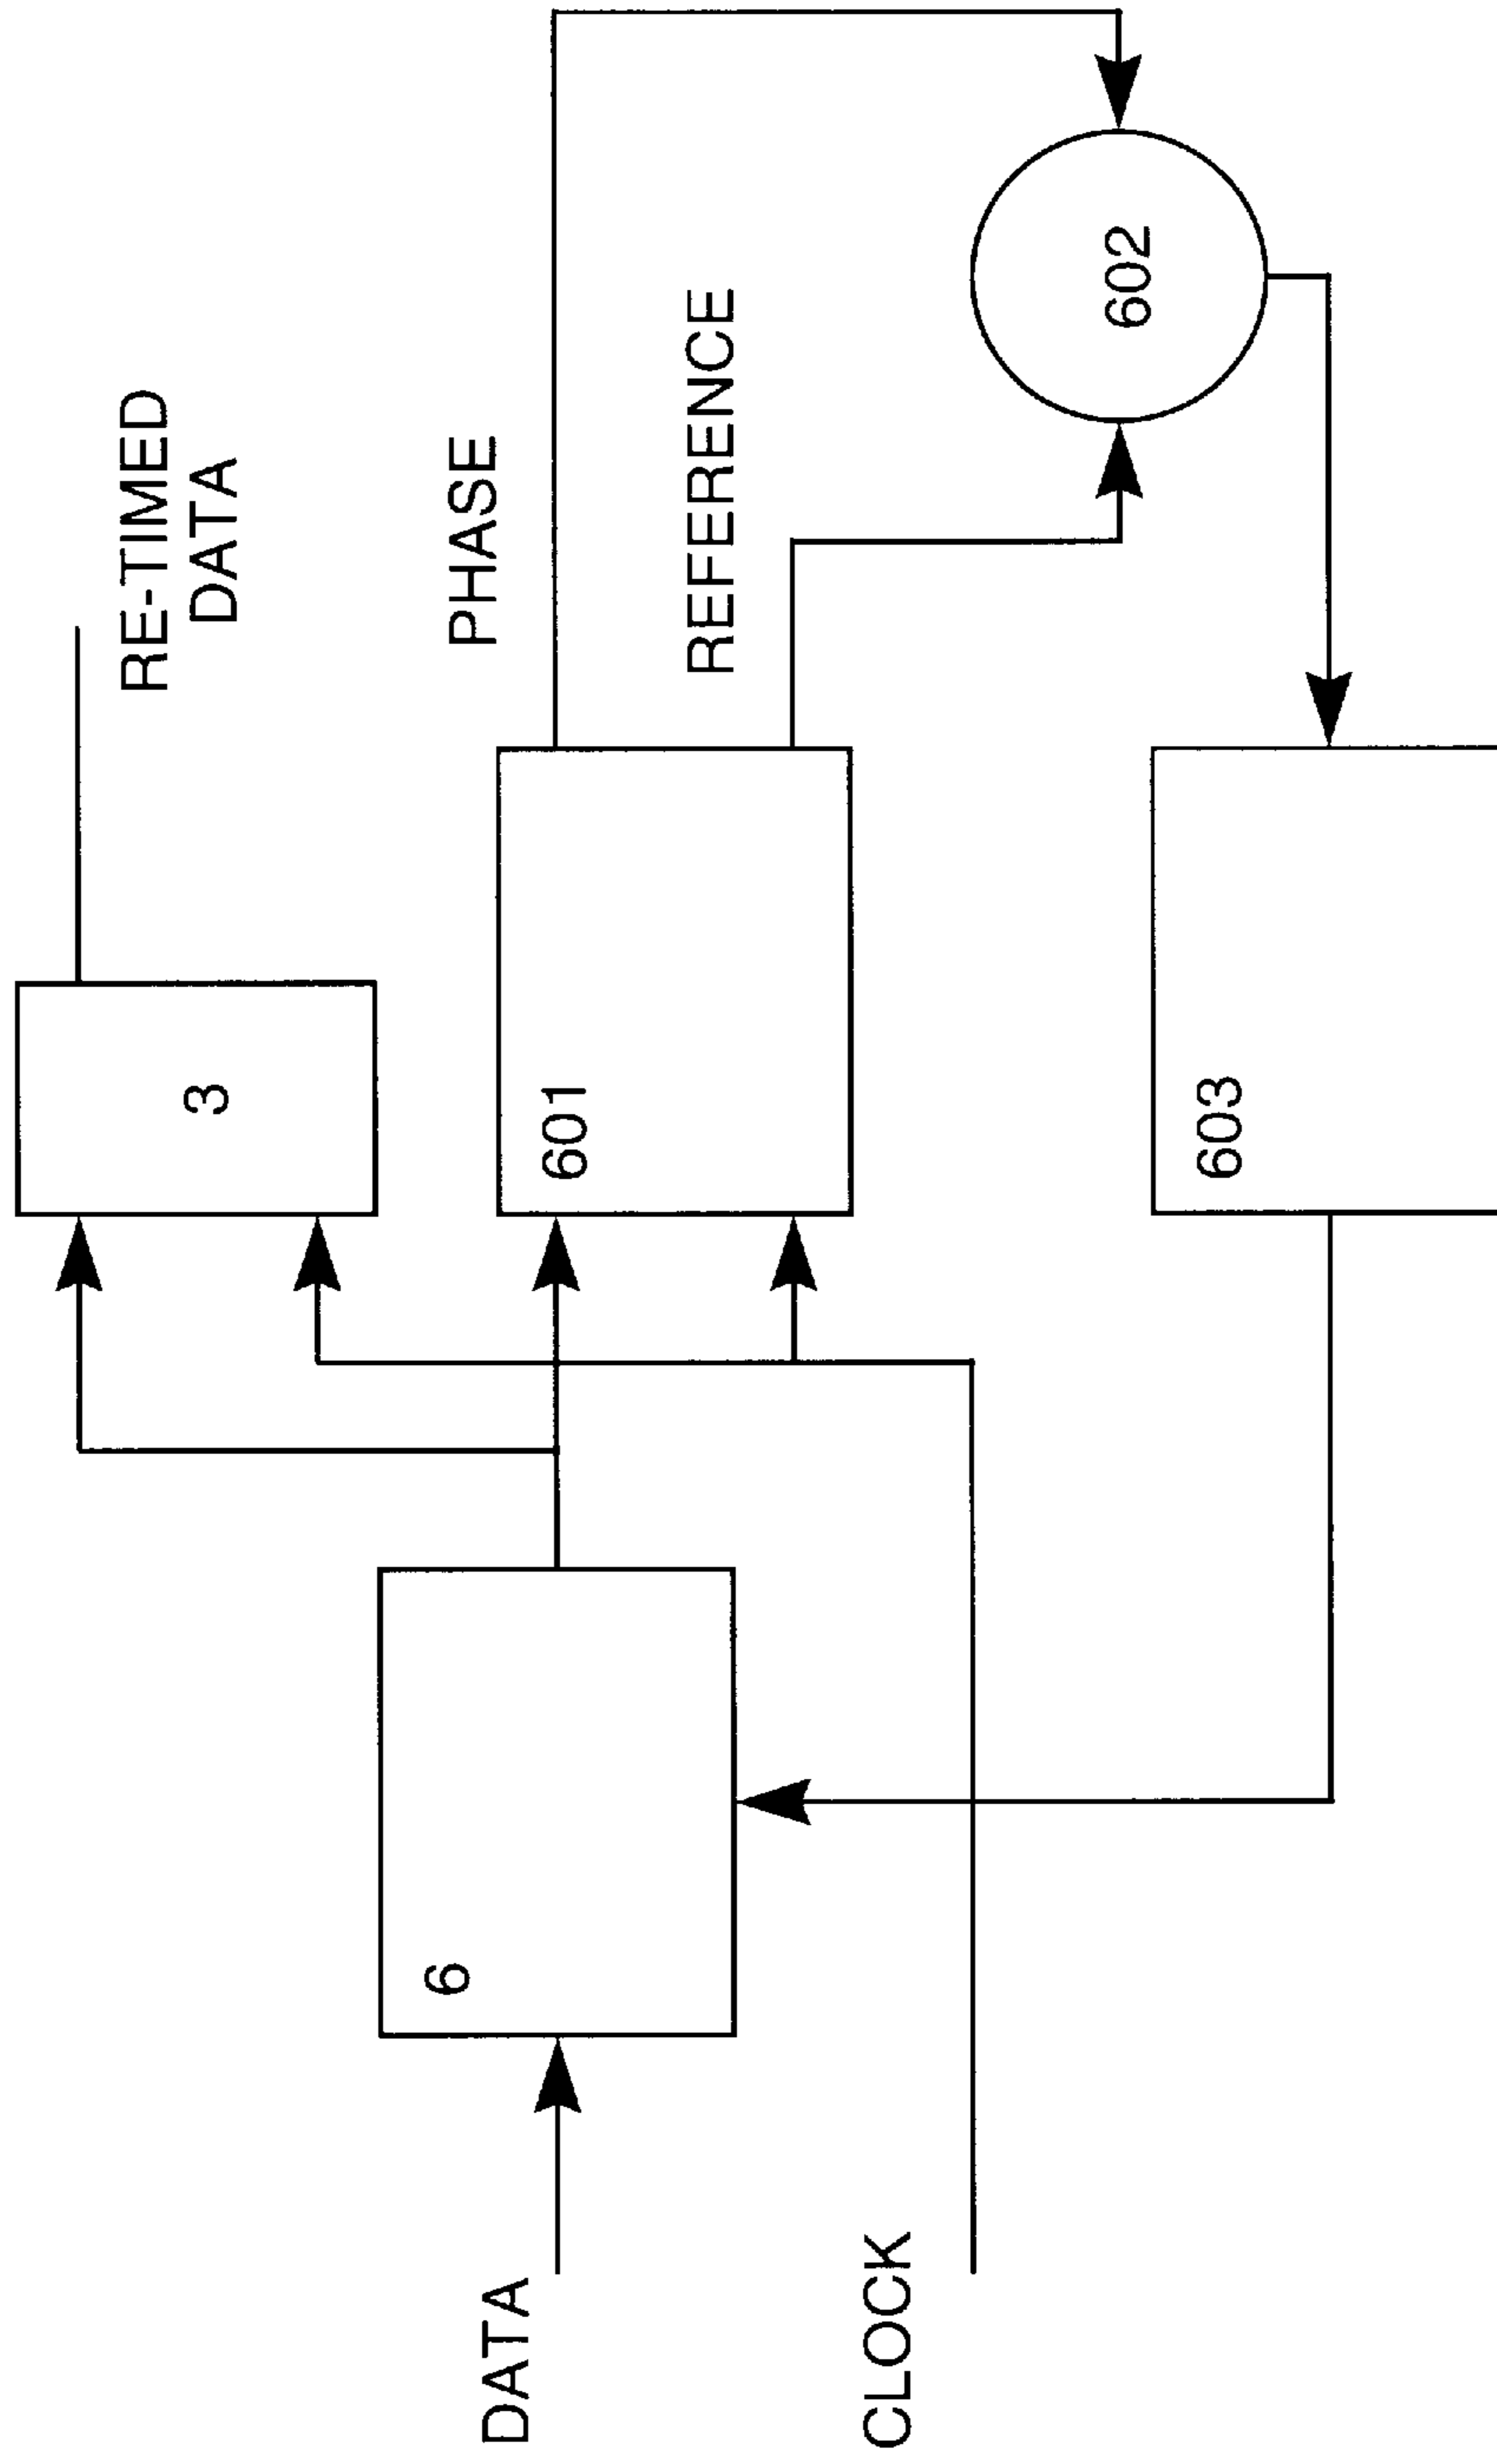 RE-TIMED
DATA
3
PHASE
601
6
DATA
REFERENCE
CLOCK
602
603